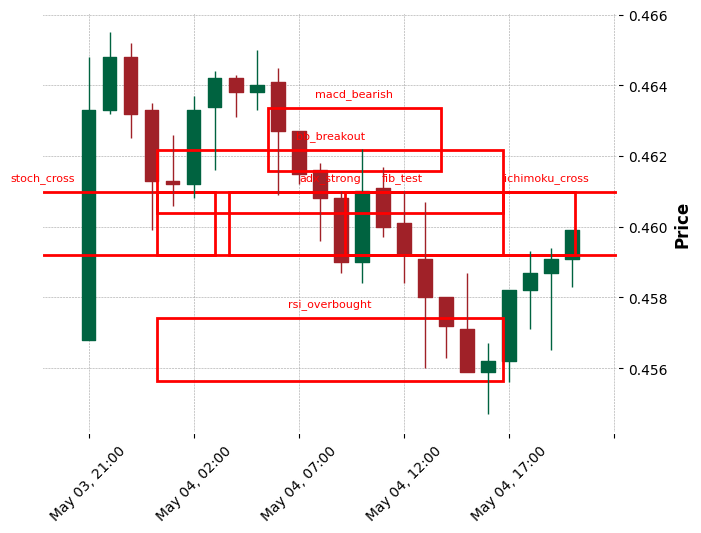 0.466
0.464
macd_bearish
0.462
stoch_cross
adx_strong
fib_test
ichimoku_cross
0.460
Price
0.458
rsi_overbought
0.456
May 03, 21:00
May 04, 02:00
May 04, 07:00
May 04, 12:00
May 04, 17:00